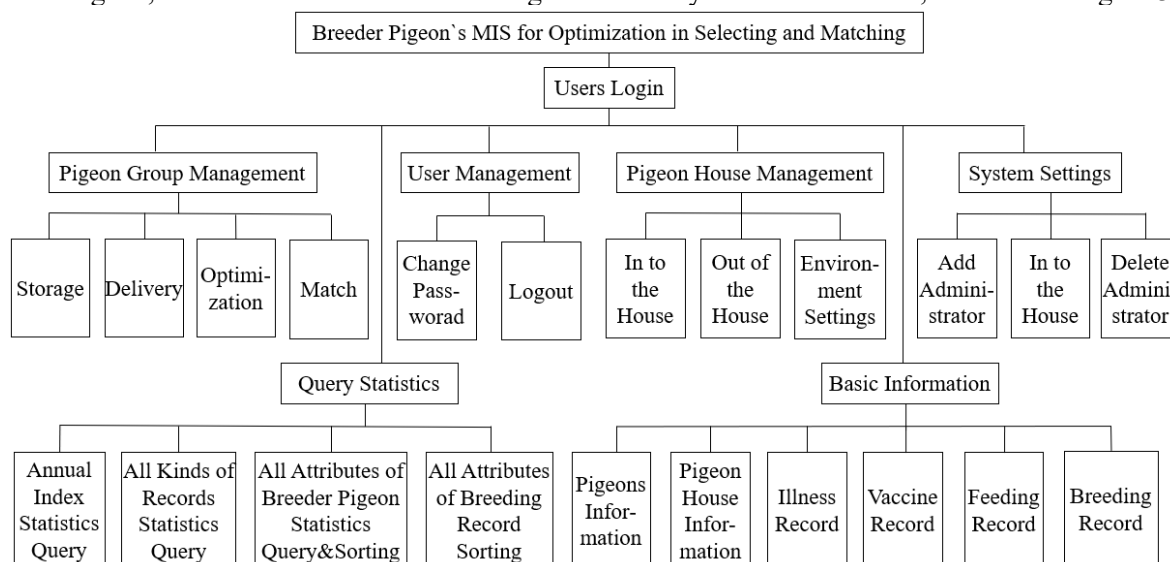 Breeder Pigeon`s MIS for Optimization in Selecting and Matching
Users Login
Pigeon Group Management
User Management
Pigeon House Management
System Settings
Storage
Delivery
Optimi-
zation
Match
Change
Pass-
worad
Logout
In to
the
House
Out of
the
House
Environ-
ment
Settings
Add
Admini-
strator
In to
the
House
Delete
Admini-
strator
Query Statistics
Basic Information
Annual
Index
Statistics
Query
All Kinds of
Records
Statistics
Query
All Attributes of
Breeder Pigeon
Statistics
Query&Sorting
All Attributes
of Breeding
Record
Sorting
Pigeons
Infor-
mation
Pigeon
House
Infor-
mation
Illness
Record
Vaccine
Record
Feeding
Record
Breeding
Record